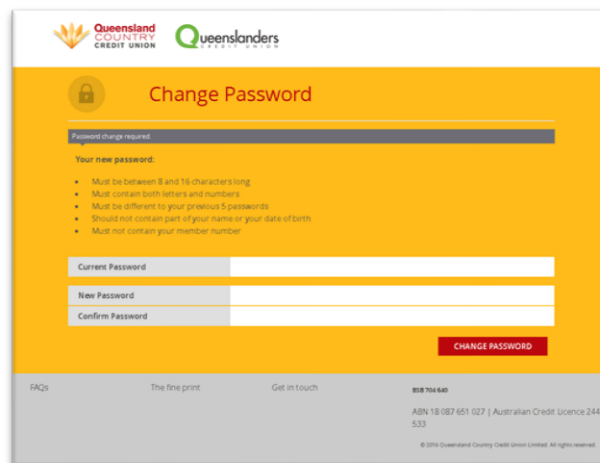 Queensland
COUNTRY
CREDIT UNION
Queenslanders
CREDIT UNION
Change Password
Password change required.
Your new password:
Must be between 8 and 16 characters long
Must contain both letters and numbers
Must be different to your previous 5 passwords
Should not contain part of your name or your date of birth
Must not contain your member number
Current Password
New Password
Confirm Password
CHANGE PASSWORD
FAQs
The fine print
Get in touch
BSB 704 640
ABN 18 087 651 027 | Australian Credit Licence 244
533
© 2016 Queensland Country Credit Union Limited. All rights reserved.